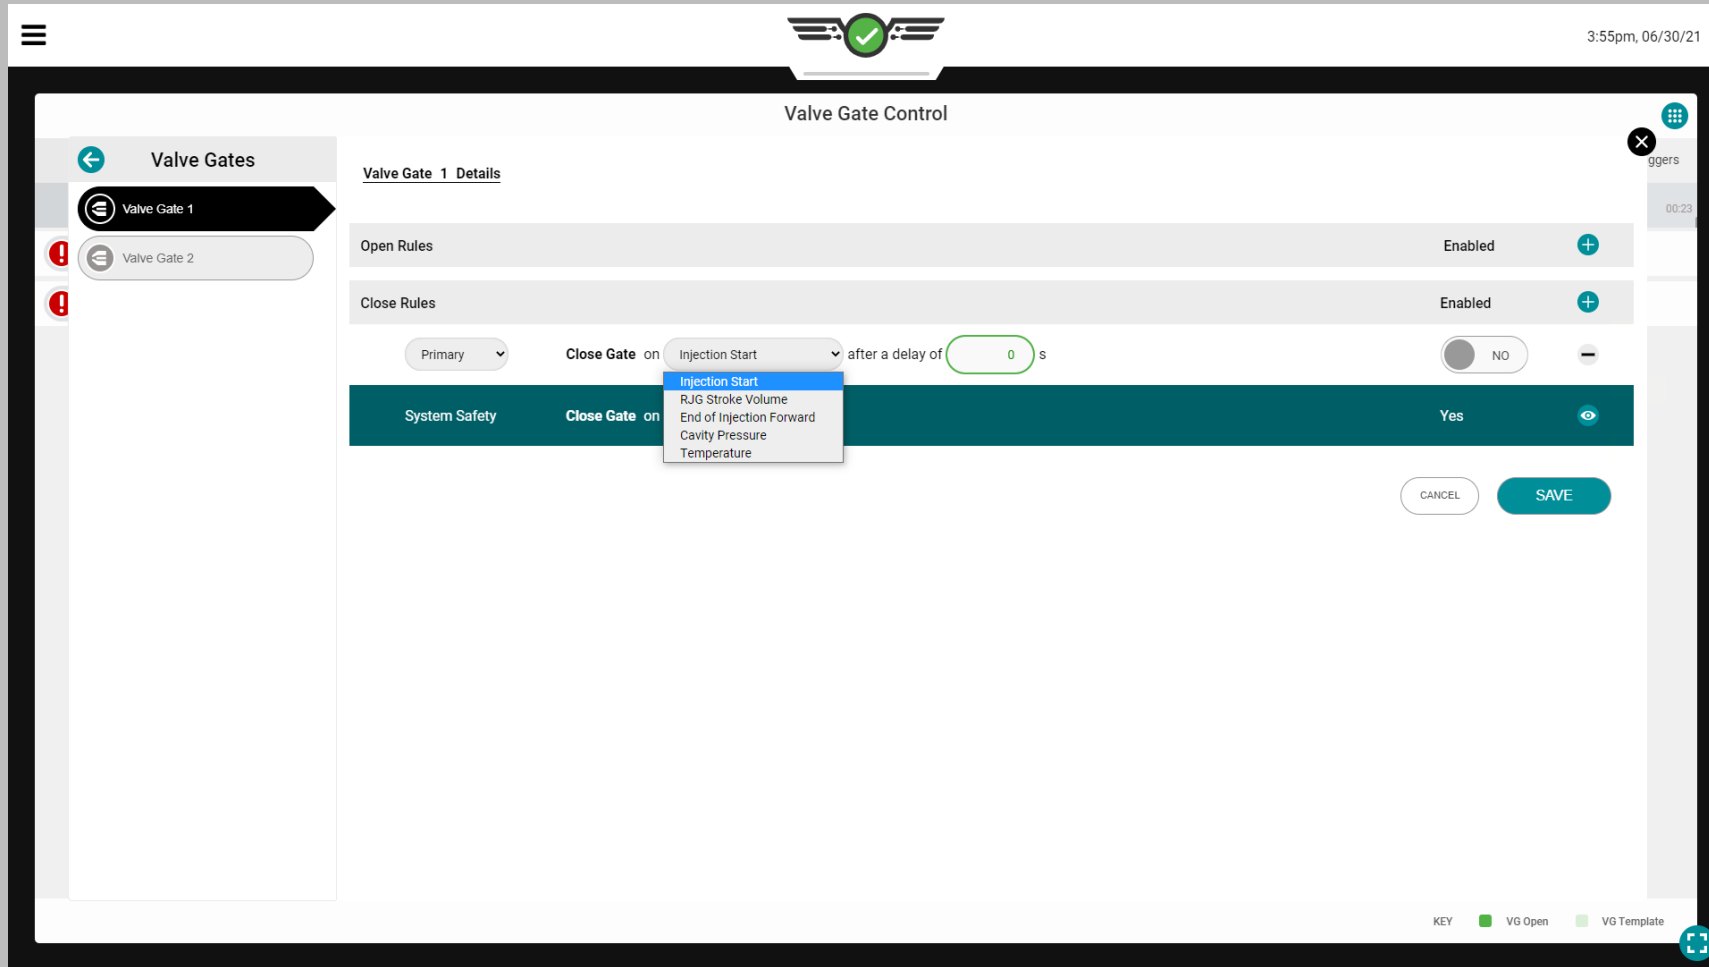 3:55pm, 06/30/21
Valve Gate Control
Valve Gates
ggers
Valve Gate 1 Details
Valve Gate 1
00:23
Open Rules Enabled
Valve Gate 2
Close Rules Enabled
Primary Close Gate on Injection Start after a delay of 0 s NO
Injection Start
RJG Stroke Volume
End of Injection Forward
Cavity Pressure
Temperature
System Safety Close Gate on Yes
CANCEL SAVE
KEY VG Open VG Template